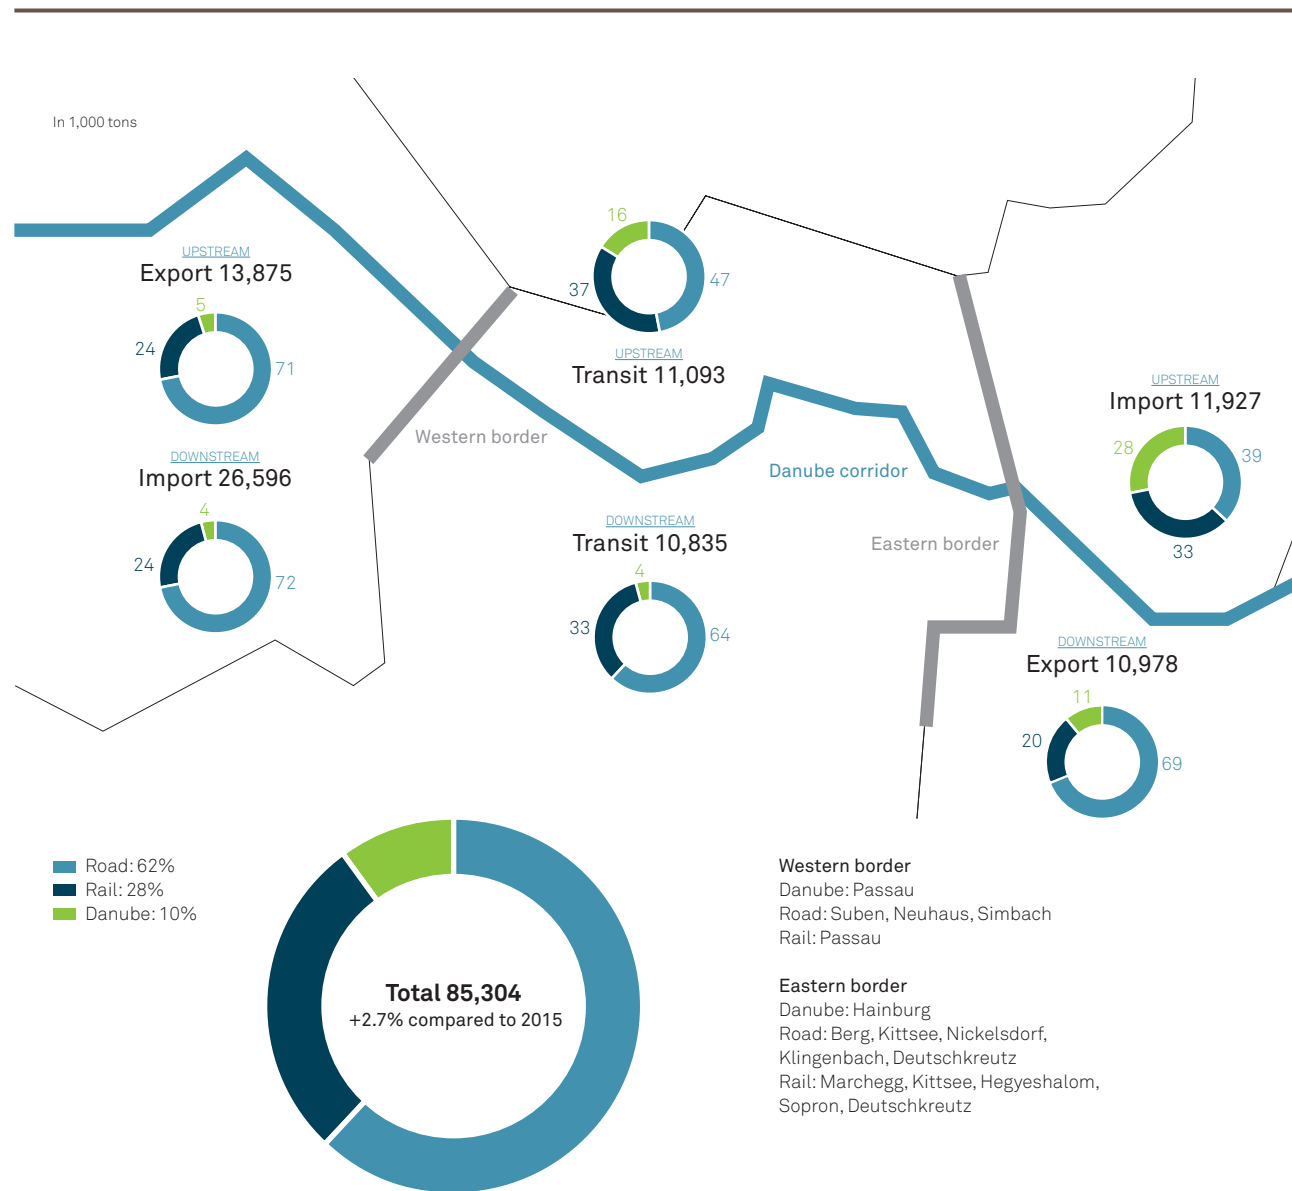 In 1,000 tons
UPSTREAM
Export 13,875
5
24
71
DOWNSTREAM
Import 26,596
4
24
72
Western border
16
37
47
UPSTREAM
Transit 11,093
Danube corridor
DOWNSTREAM
Transit 10,835
4
33
64
Eastern border
UPSTREAM
Import 11,927
28
39
33
DOWNSTREAM
Export 10,978
11
20
69
Road: 62%
Rail: 28%
Danube: 10%
Total 85,304
+2.7% compared to 2015
Western border
Danube: Passau
Road: Suben, Neuhaus, Simbach
Rail: Passau
Eastern border
Danube: Hainburg
Road: Berg, Kittsee, Nickelsdorf,
Klingenbach, Deutschkreutz
Rail: Marchegg, Kittsee, Hegyeshalom,
Sopron, Deutschkreutz